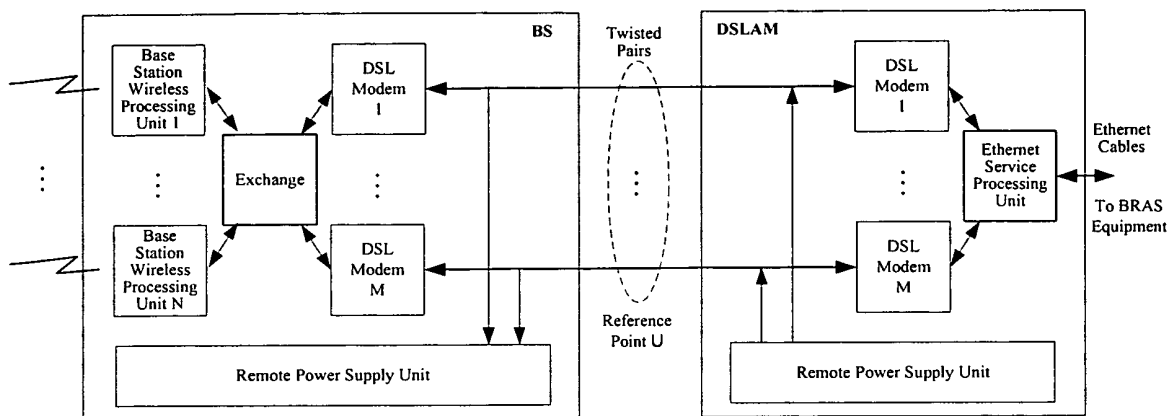 BS
Base
Station
Wireless
Processing
Unit 1
DSL
Modem
1
Exchange
Base
Station
Wireless
Processing
Unit N
DSL
Modem
M
Remote Power Supply Unit
Twisted
Pairs
Reference
Point U
DSLAM
DSL
Modem
1
Ethernet
Service
Processing
Unit
DSL
Modem
M
Remote Power Supply Unit
Ethernet
Cables
To BRAS
Equipment